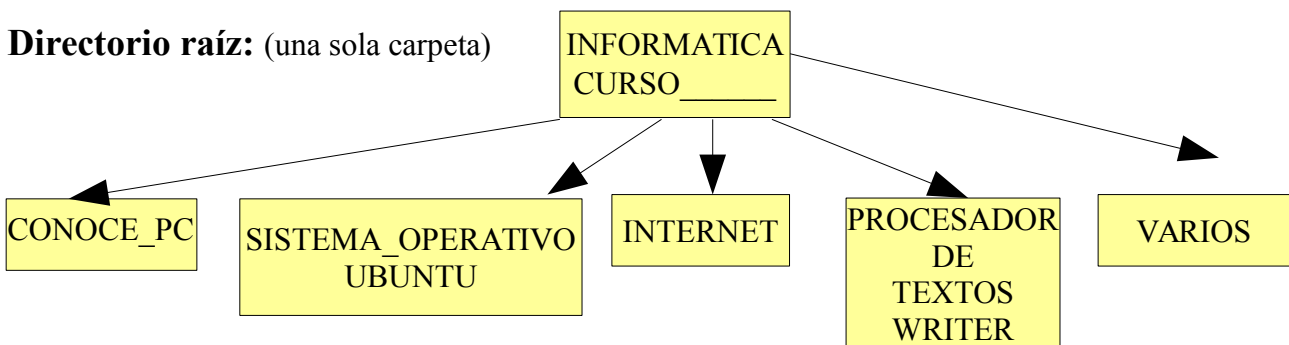 Directorio raíz: (una sola carpeta)
INFORMATICA
CURSO______
CONOCE_PC
SISTEMA_OPERATIVO
UBUNTU
INTERNET
PROCESADOR
DE
TEXTOS
WRITER
VARIOS